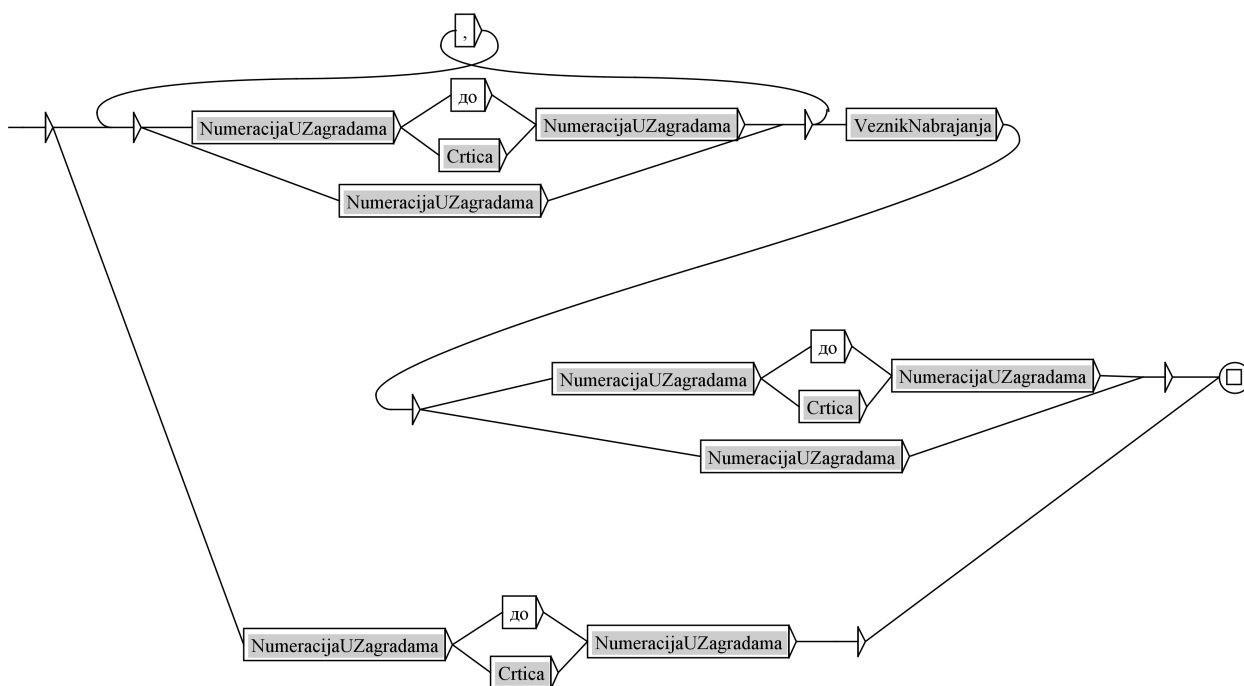 ,
до
NumeracijaUZagradama
NumeracijaUZagradama
VeznikNabrajanja
Crtica
NumeracijaUZagradama
до
NumeracijaUZagradama
NumeracijaUZagradama
Crtica
NumeracijaUZagradama
до
NumeracijaUZagradama
NumeracijaUZagradama
Crtica